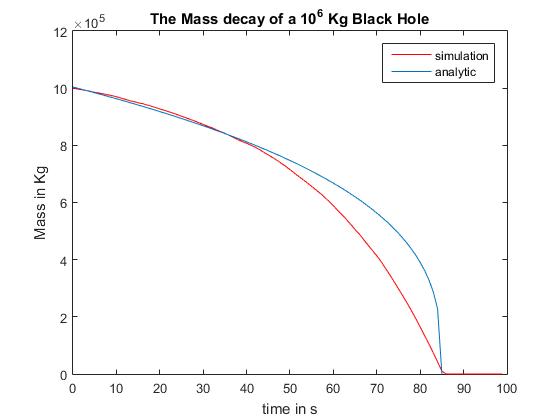 The Mass decay of a 10⁶ Kg Black Hole
×10⁵
12
10
8
6
4
2
0
Mass in Kg
simulation
analytic
0 10 20 30 40 50 60 70 80 90 100
time in s